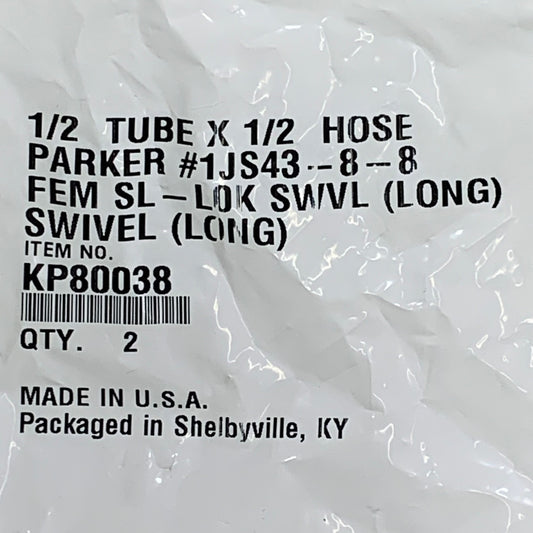 1/2 TUBE X 1/2 HOSE
PARKER #1JS43--8-8
FEM SL-LOK SWVL (LONG)
SWIVEL (LONG)
ITEM NO.
KP80038
QTY. 2
MADE IN U.S.A.
Packaged in Shelbyville, KY